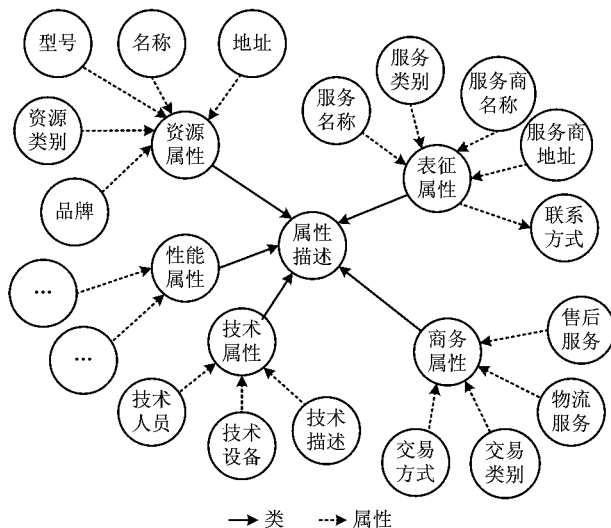 型号
名称
地址
资源
类别
资源
属性
品牌
服务
类别
服务
名称
服务商
名称
服务商
地址
表征
属性
联系
方式
属性
描述
性能
属性
…
…
技术
属性
技术
人员
技术
设备
技术
描述
商务
属性
售后
服务
物流
服务
交易
方式
交易
类别
类
属性